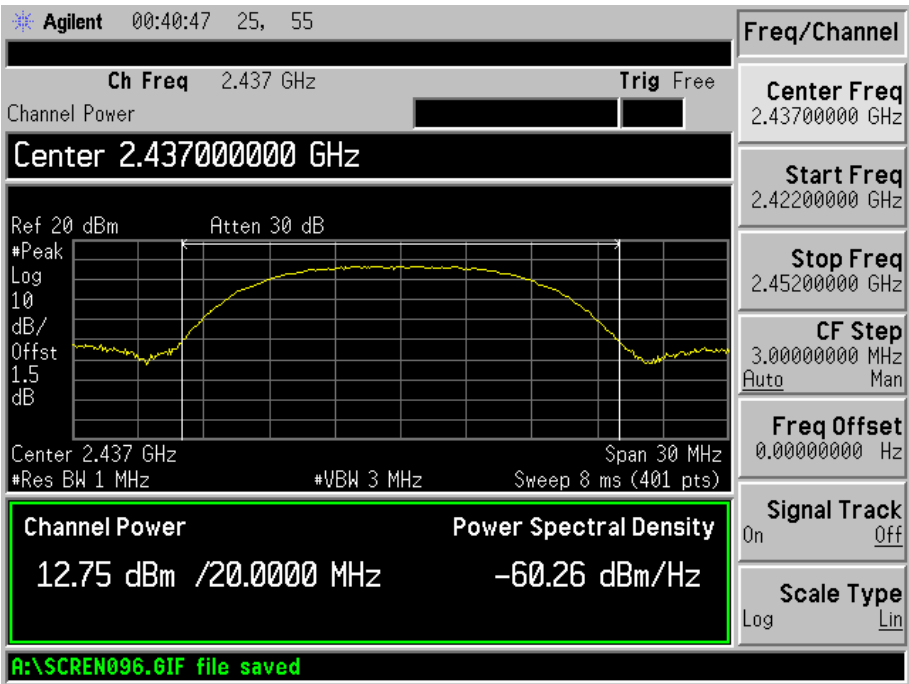 Agilent 00:40:47 25, 55
Ch Freq 2.437 GHz Trig Free
Channel Power
Center 2.437000000 GHz
Ref 20 dBm Atten 30 dB
#Peak
Log
10
dB/
Offst
1.5
dB
Center 2.437 GHz Span 30 MHz
#Res BW 1 MHz #VBW 3 MHz Sweep 8 ms (401 pts)
Channel Power Power Spectral Density
12.75 dBm /20.0000 MHz -60.26 dBm/Hz
A:\SCREN096.GIF file saved
Freq/Channel
Center Freq
2.43700000 GHz
Start Freq
2.42200000 GHz
Stop Freq
2.45200000 GHz
CF Step
3.00000000 MHz
Auto Man
Freq Offset
0.00000000 Hz
Signal Track
On Off
Scale Type
Log Lin